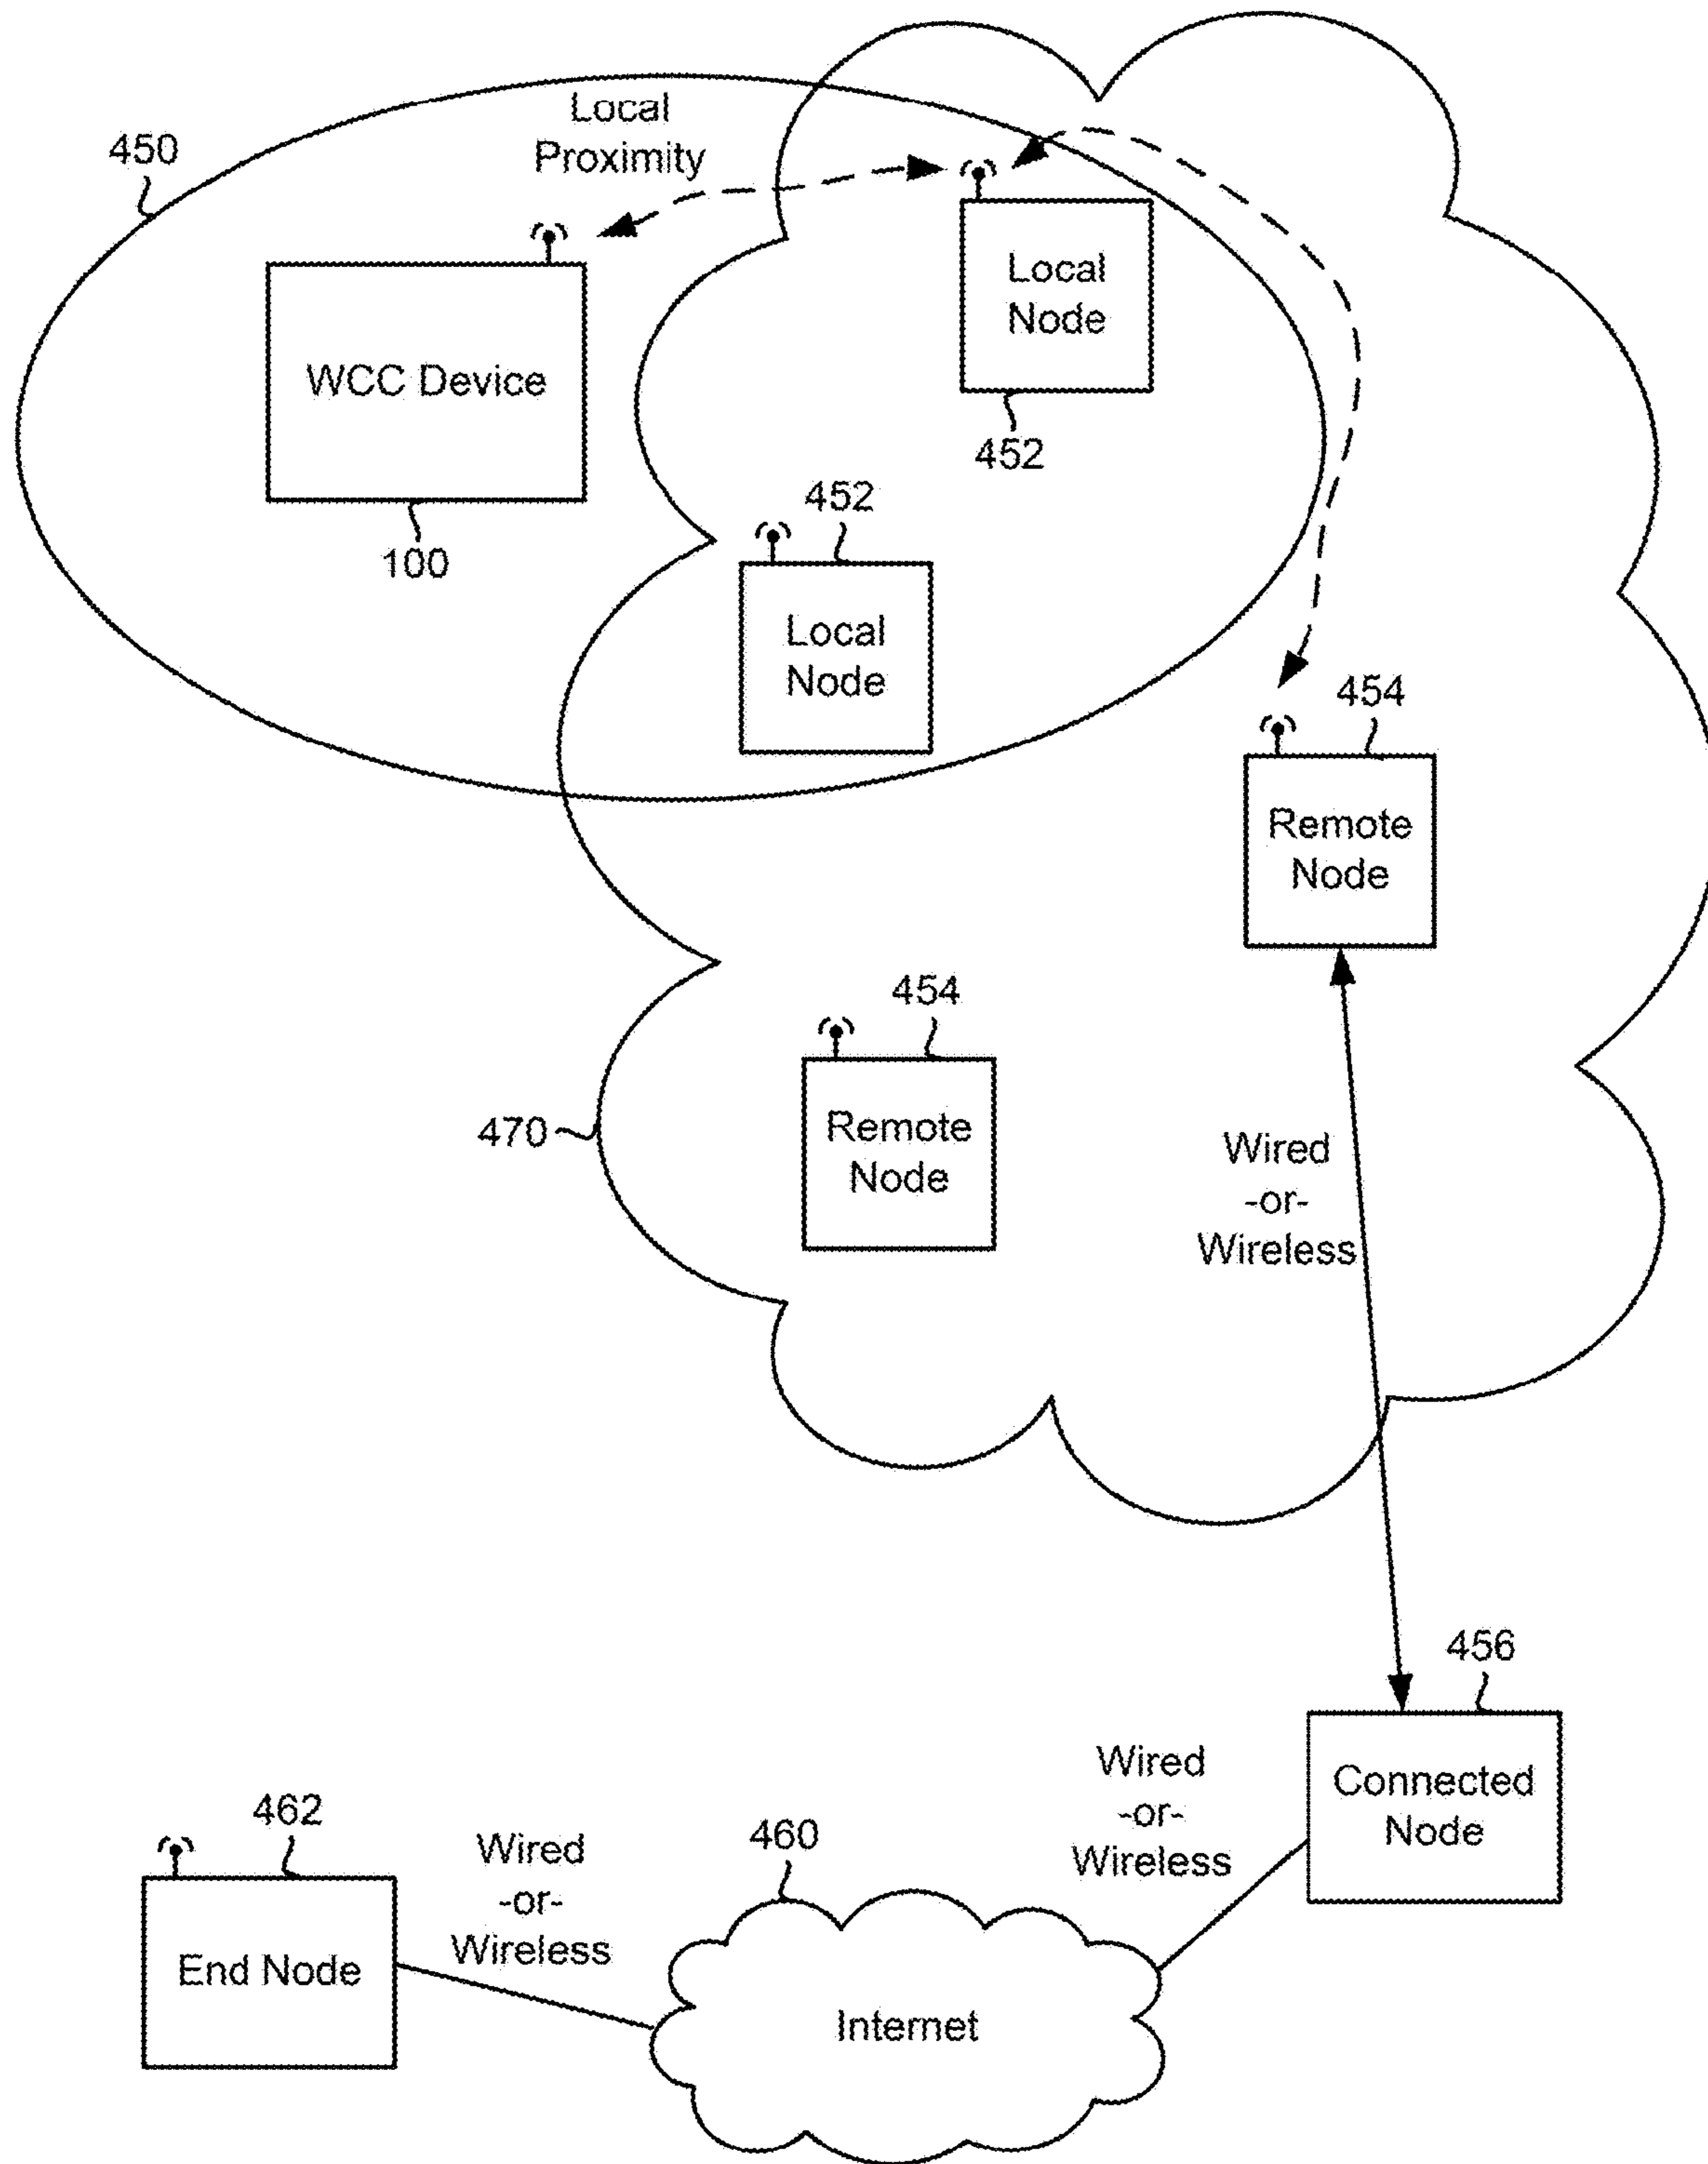 Local
Proximity
450
WCC Device
100
Local
Node
452
452
Local
Node
454
Remote
Node
454
Remote
Node
470
Wired
-or-
Wireless
456
Connected
Node
Wired
-or-
Wireless
460
Internet
Wired
-or-
Wireless
462
End Node